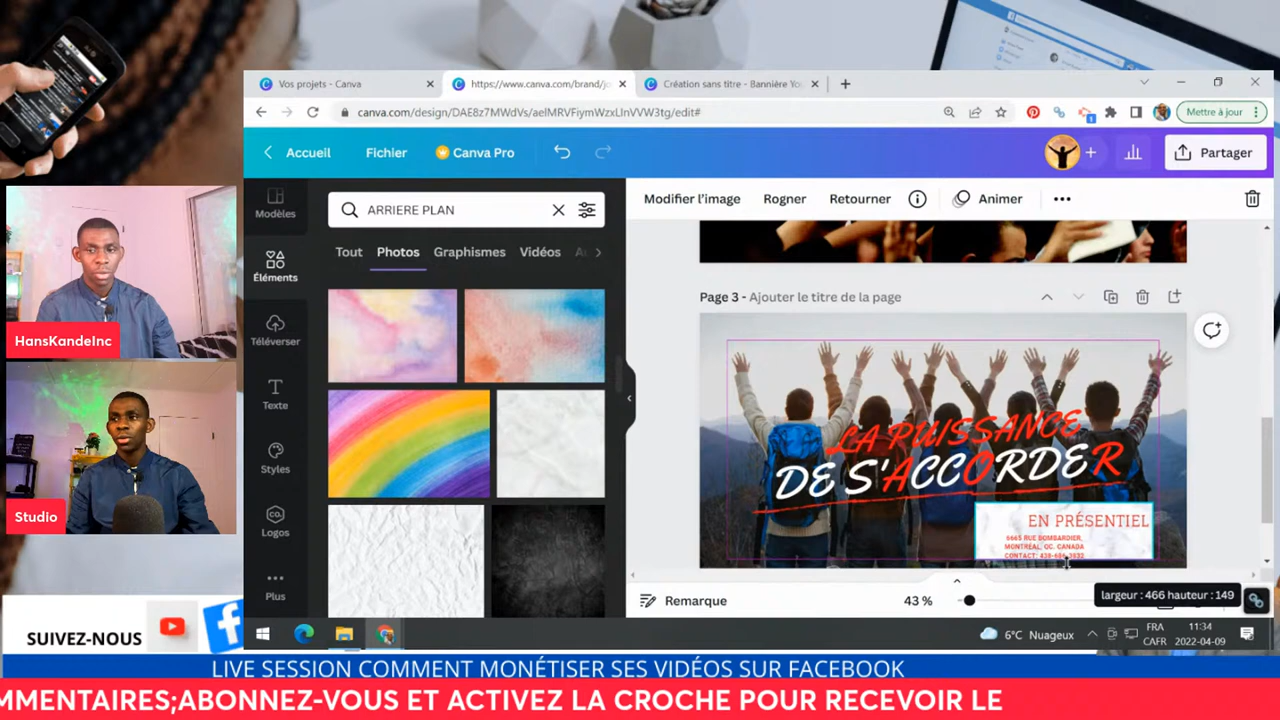 Vos projets - Canva
https://www.canva.com/brand/jo
Création sans titre - Bannière Yo
canva.com/design/DAE8z7MWdVs/aelMRVFiymWzxLlnVVW3tg/edit#
Mettre à jour
Accueil
Fichier
Canva Pro
Partager
Modèles
ARRIERE PLAN
Modifier l'image
Rogner
Retourner
Animer
Éléments
Tout
Photos
Graphismes
Vidéos
Page 3 - Ajouter le titre de la page
Téléverser
HansKandeInc
Texte
LA PUISSANCE
DE S'ACCORDER
Styles
Studio
Logos
EN PRÉSENTIEL
6665 RUE BOMBARDIER,
MONTREAL, QC. CANADA
Plus
Remarque
43 %
largeur : 466 hauteur : 149
SUIVEZ-NOUS
6°C Nuageux
FRA
CAFR
11:34
2022-04-09
LIVE SESSION COMMENT MONÉTISER SES VIDÉOS SUR FACEBOOK
MMENTAIRES;ABONNEZ-VOUS ET ACTIVEZ LA CROCHE POUR RECEVOIR LE